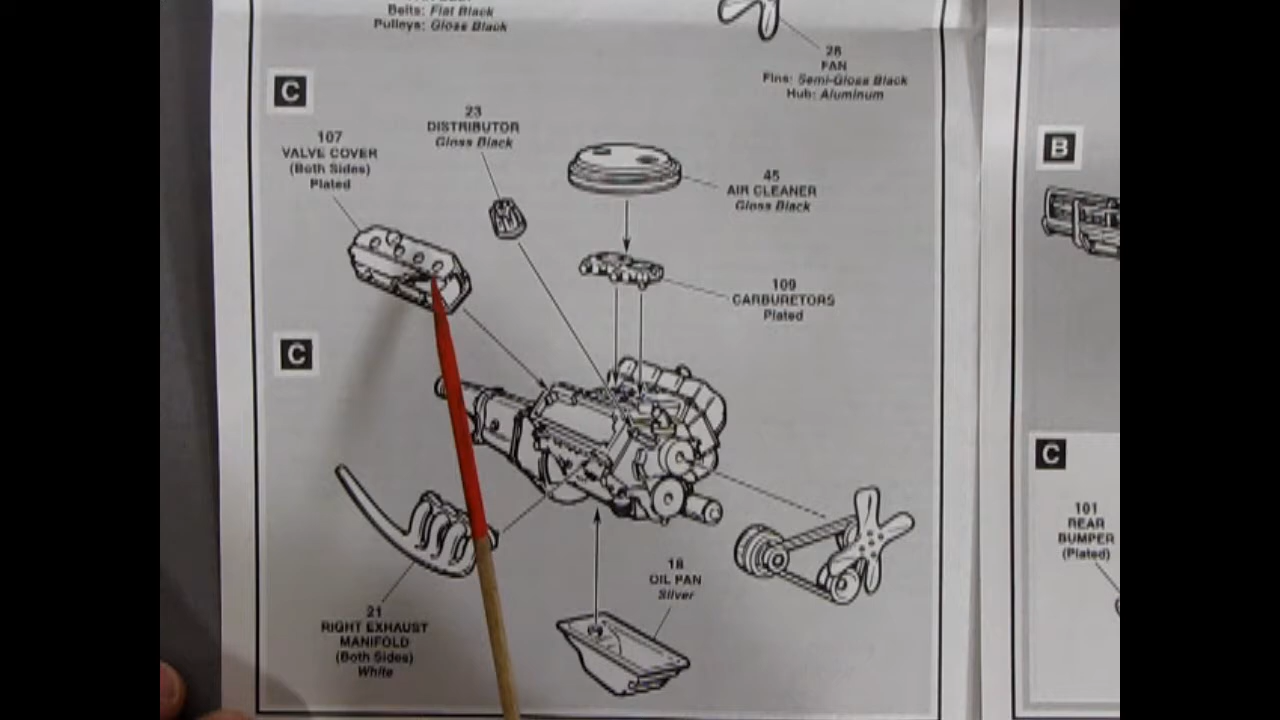 Belts: Flat Black
Pulleys: Gloss Black
28
FAN
Fins: Semi-Gloss Black
Hub: Aluminum
C
23
DISTRIBUTOR
Gloss Black
107
VALVE COVER
(Both Sides)
Plated
45
AIR CLEANER
Gloss Black
109
CARBURETORS
Plated
C
18
OIL PAN
Silver
21
RIGHT EXHAUST
MANIFOLD
(Both Sides)
White
B
C
101
REAR
BUMPER
(Plated)